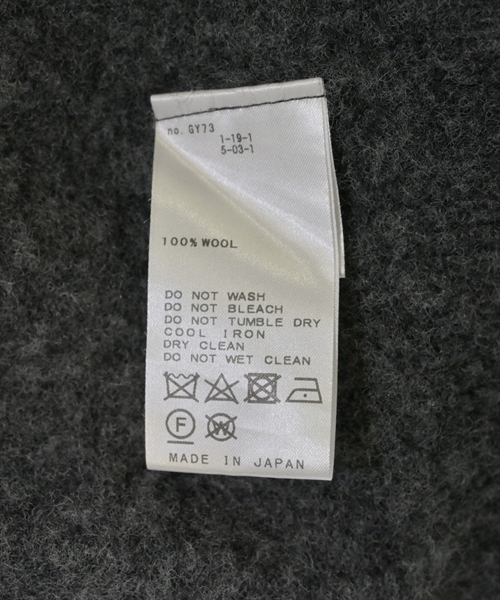 no. GY73
1-19-1
5-03-1
100% WOOL
DO NOT WASH
DO NOT BLEACH
DO NOT TUMBLE DRY
COOL IRON
DRY CLEAN
DO NOT WET CLEAN
F W
MADE IN JAPAN